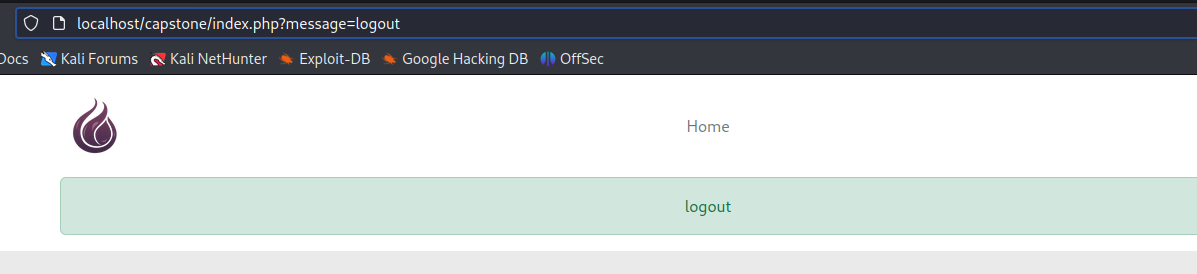 localhost/capstone/index.php?message=logout
Docs Kali Forums Kali NetHunter Exploit-DB Google Hacking DB OffSec
Home
logout